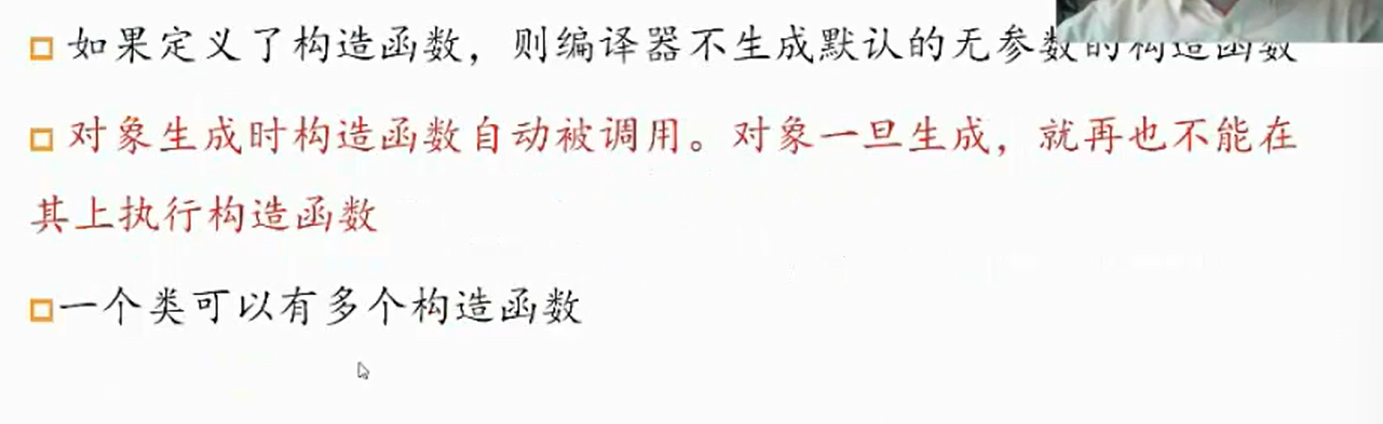 如果定义了构造函数，则编译器不生成默认的无参数的构造函数
对象生成时构造函数自动被调用。对象一旦生成，就再也不能在
其上执行构造函数
一个类可以有多个构造函数